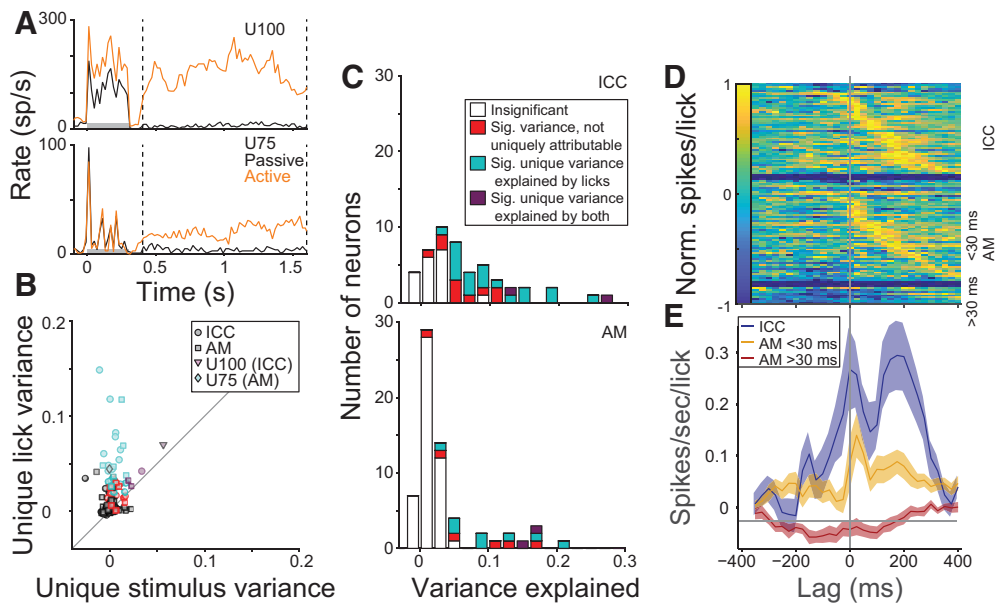 A
300
U100
0
100
U75
Passive
Active
0
Rate (sp/s)
0
0.5
1
1.5
Time (s)
B
0.2
0.1
0
Unique lick variance
ICC
AM
U100 (ICC)
U75 (AM)
0
0.1
0.2
Unique stimulus variance
C
30
ICC
Insignificant
Sig. variance, not
uniquely attributable
Sig. unique variance
explained by licks
Sig. unique variance
explained by both
20
10
0
0
0.3
Number of neurons
30
AM
20
10
0
0.0
0.1
0.2
0.3
Variance explained
D
1
0
-1
Norm. spikes/lick
ICC
<30 ms
AM
>30 ms
E
ICC
AM <30 ms
AM >30 ms
0.3
0.2
0.1
0
Spikes/sec/lick
−400
−200
0
200
400
Lag (ms)